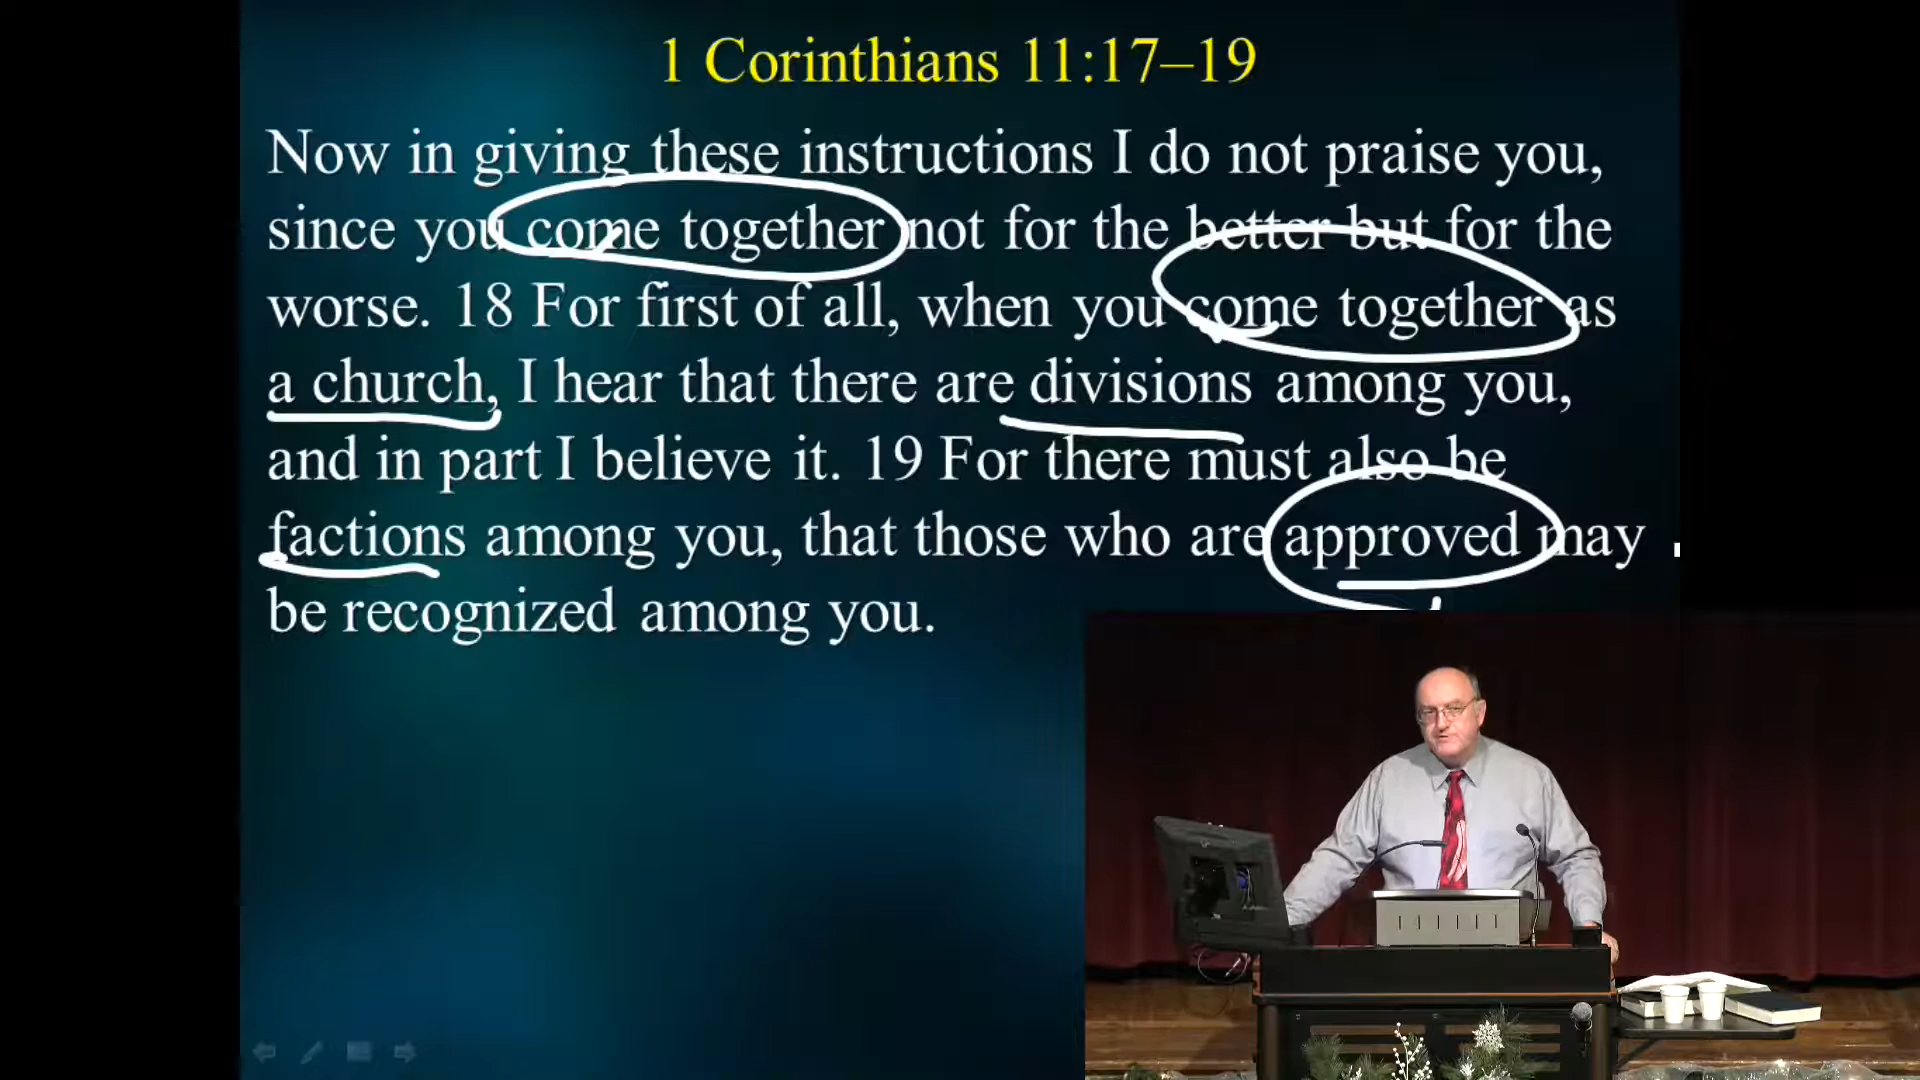 1 Corinthians 11:17–19
Now in giving these instructions I do not praise you,
since you come together not for the better but for the
worse. 18 For first of all, when you come together as
a church, I hear that there are divisions among you,
and in part I believe it. 19 For there must also be
factions among you, that those who are approved may
be recognized among you.